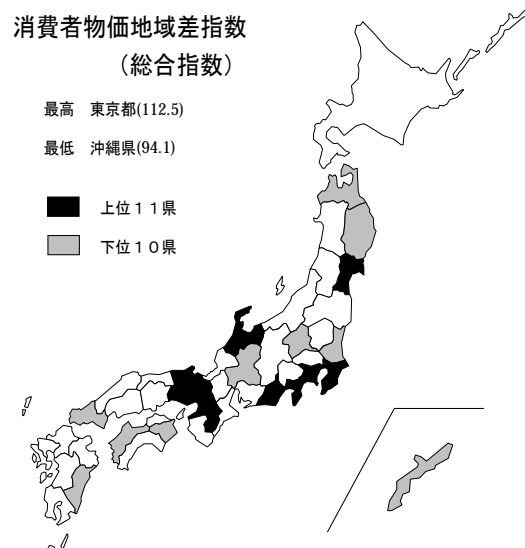 消費者物価地域差指数
（総合指数）
最高　東京都(112.5)
最低　沖縄県(94.1)
上位１１県
下位１０県